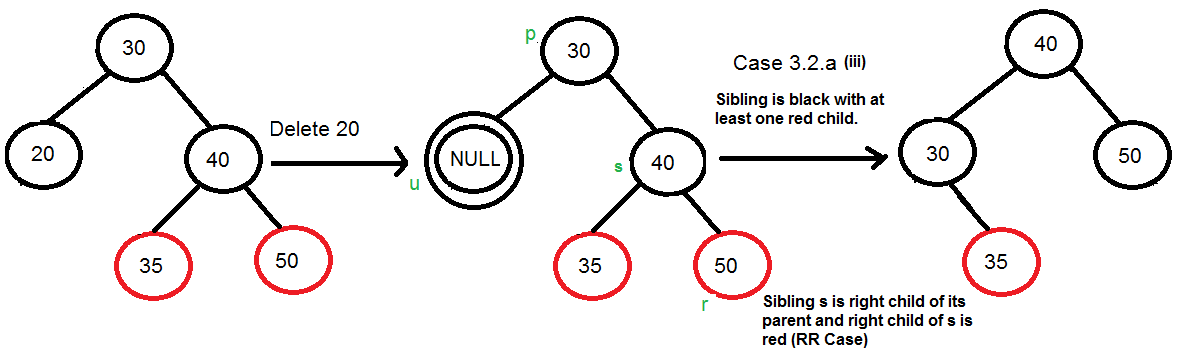 30
20
40
35
50
Delete 20
p
30
NULL
u
s
40
35
50
r
Case 3.2.a (iii)
Sibling is black with at
least one red child.
Sibling s is right child of its
parent and right child of s is
red (RR Case)
40
30
50
35